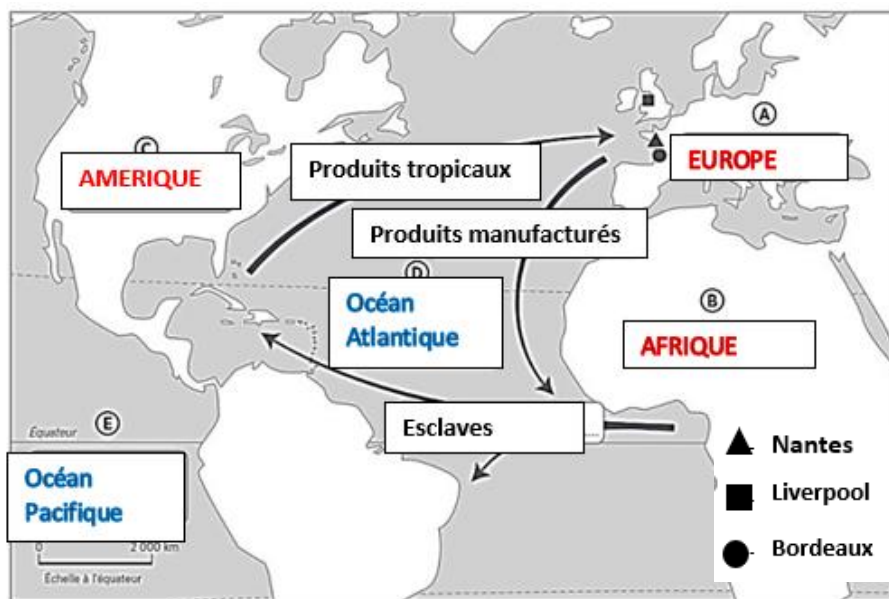 A
C
AMERIQUE
Produits tropicaux
EUROPE
Produits manufacturés
D
B
Océan
Atlantique
AFRIQUE
E
Esclaves
Équateur
Nantes
Océan
Pacifique
Liverpool
0 2 000 km
Bordeaux
Échelle à l'équateur